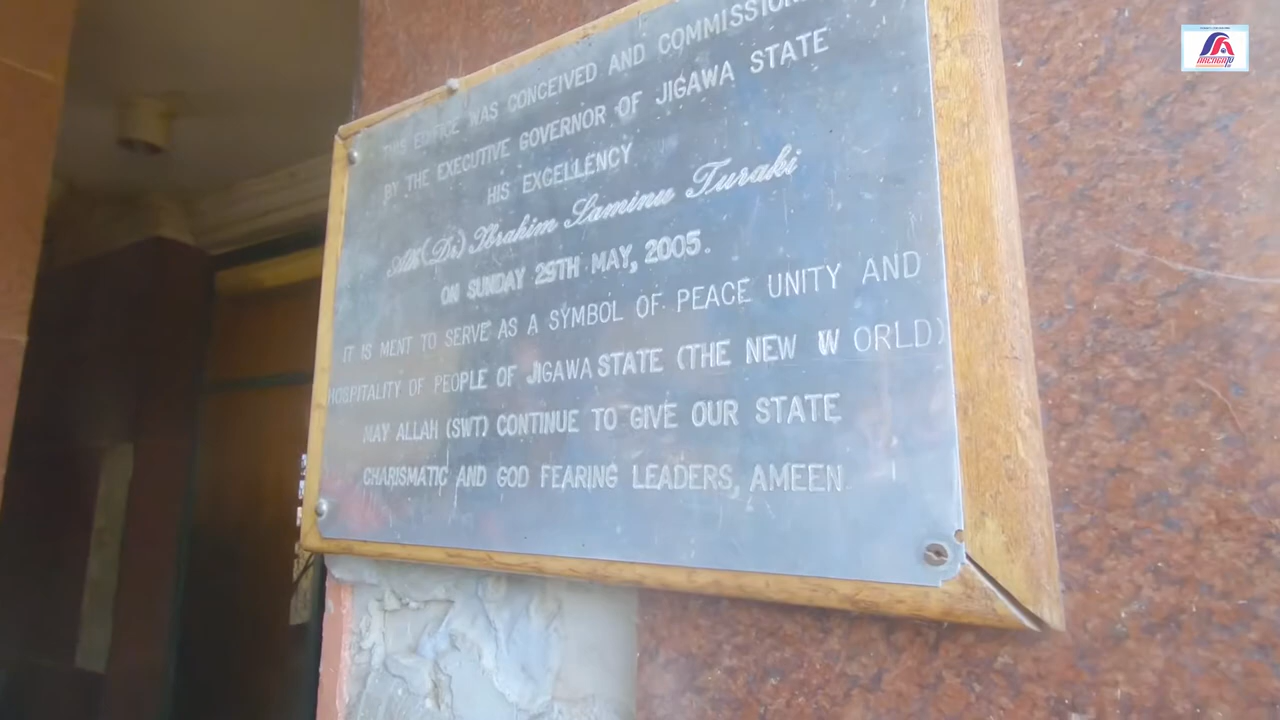 THIS EDIFICE WAS CONCEIVED AND COMMISSION
BY THE EXECUTIVE GOVERNOR OF JIGAWA STATE
HIS EXCELLENCY
Alh (Dr) Ibrahim Saminu Turaki
ON SUNDAY 29TH MAY, 2005.
IT IS MENT TO SERVE AS A SYMBOL OF PEACE UNITY AND
HOSPITALITY OF PEOPLE OF JIGAWA STATE (THE NEW W ORLD)
MAY ALLAH (SWT) CONTINUE TO GIVE OUR STATE
CHARISMATIC AND GOD FEARING LEADERS, AMEEN